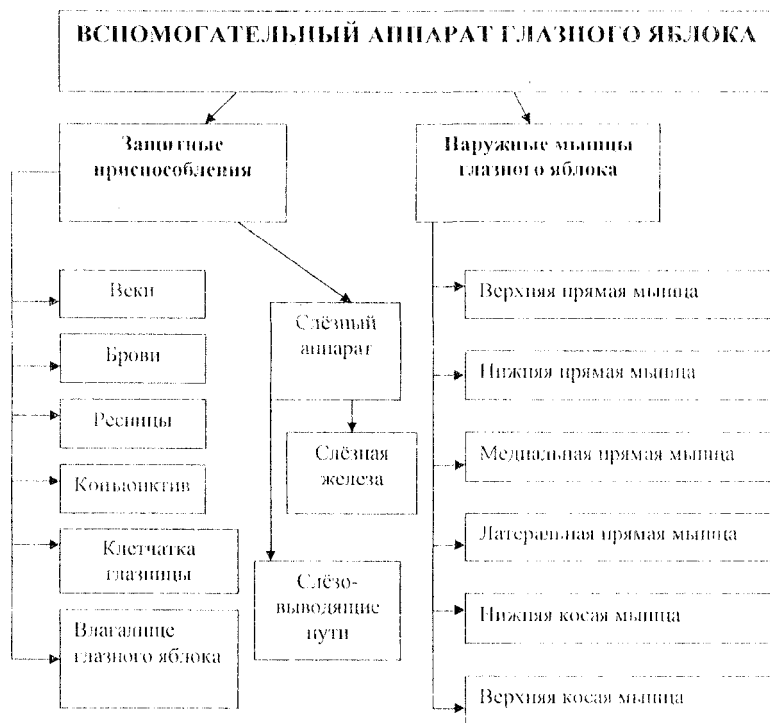 ВСПОМОГАТЕЛЬНЫЙ АППАРАТ ГЛАЗНОГО ЯБЛОКА
Защитные
приспособления
Наружные мышцы
глазного яблока
Веки
Брови
Ресницы
Конъюнктив
Клетчатка
глазницы
Влагалище
глазного яблока
Слёзный
аппарат
Слёзная
железа
Слёзо-
выводящие
пути
Верхняя прямая мышца
Нижняя прямая мышца
Медиальная прямая мышца
Латеральная прямая мышца
Нижняя косая мышца
Верхняя косая мышца